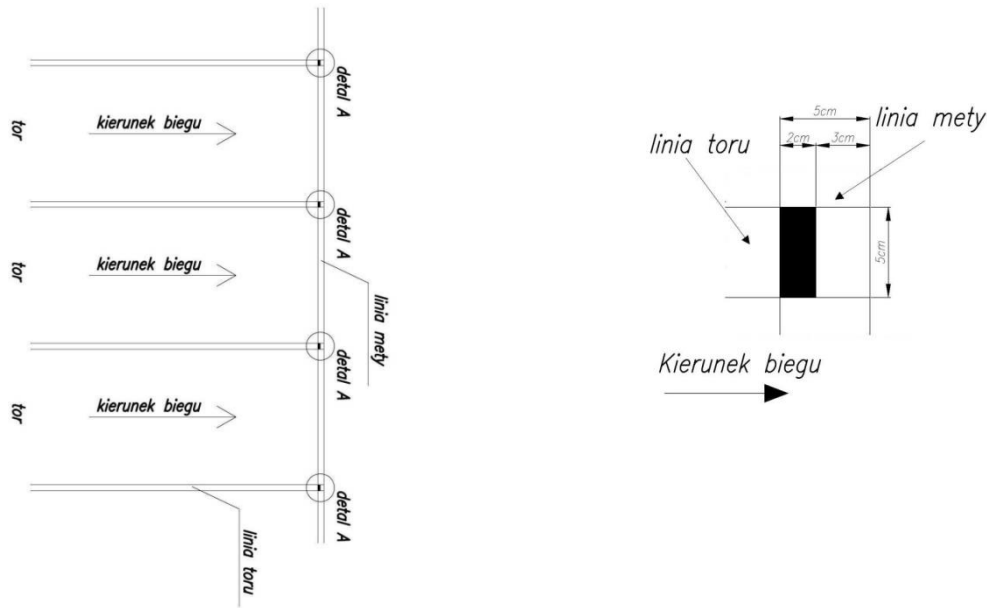 detal A
tor
kierunek biegu
detal A
tor
kierunek biegu
linia mety
detal A
tor
kierunek biegu
detal A
linia toru
5cm
linia mety
2cm
3cm
linia toru
5cm
Kierunek biegu